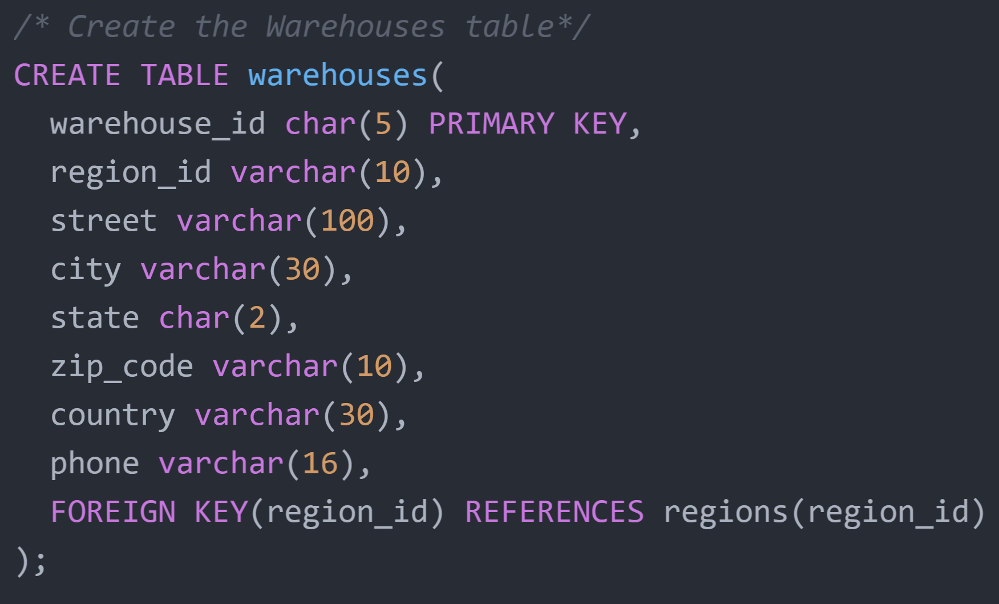 /* Create the Warehouses table*/
CREATE TABLE warehouses(
  warehouse_id char(5) PRIMARY KEY,
  region_id varchar(10),
  street varchar(100),
  city varchar(30),
  state char(2),
  zip_code varchar(10),
  country varchar(30),
  phone varchar(16),
  FOREIGN KEY(region_id) REFERENCES regions(region_id)
);